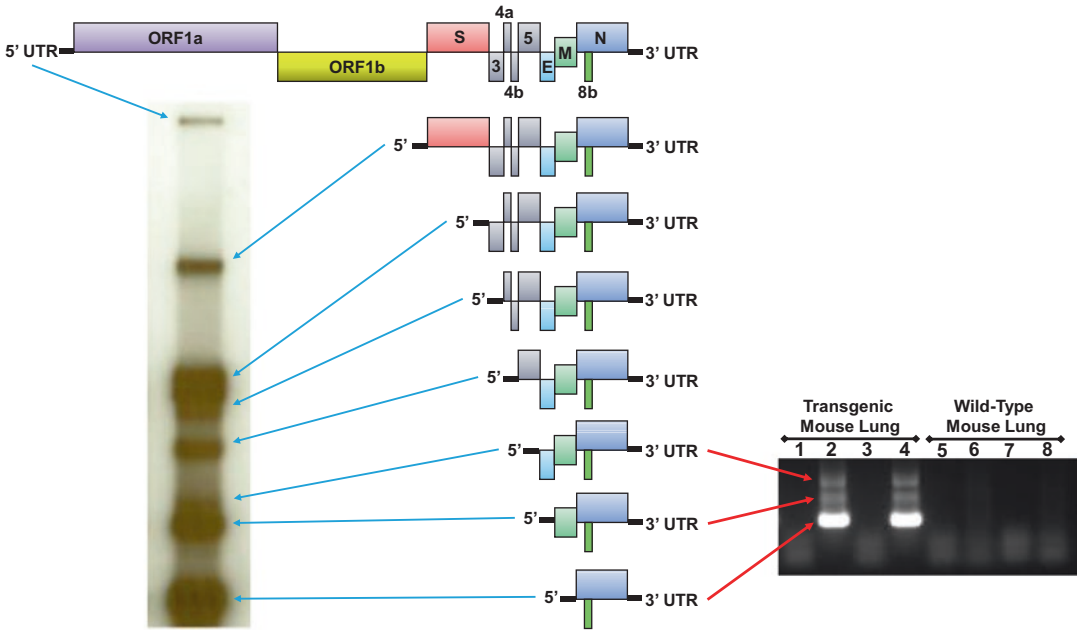 4a
ORF1a S 5 N
5’ UTR 3 M 3’ UTR
ORF1b E
4b 8b
5’ 3’ UTR
5’ 3’ UTR
5’ 3’ UTR
5’ 3’ UTR
5’ 3’ UTR
5’ 3’ UTR
5’ 3’ UTR
Transgenic
Mouse Lung
Wild-Type
Mouse Lung
1 2 3 4 5 6 7 8